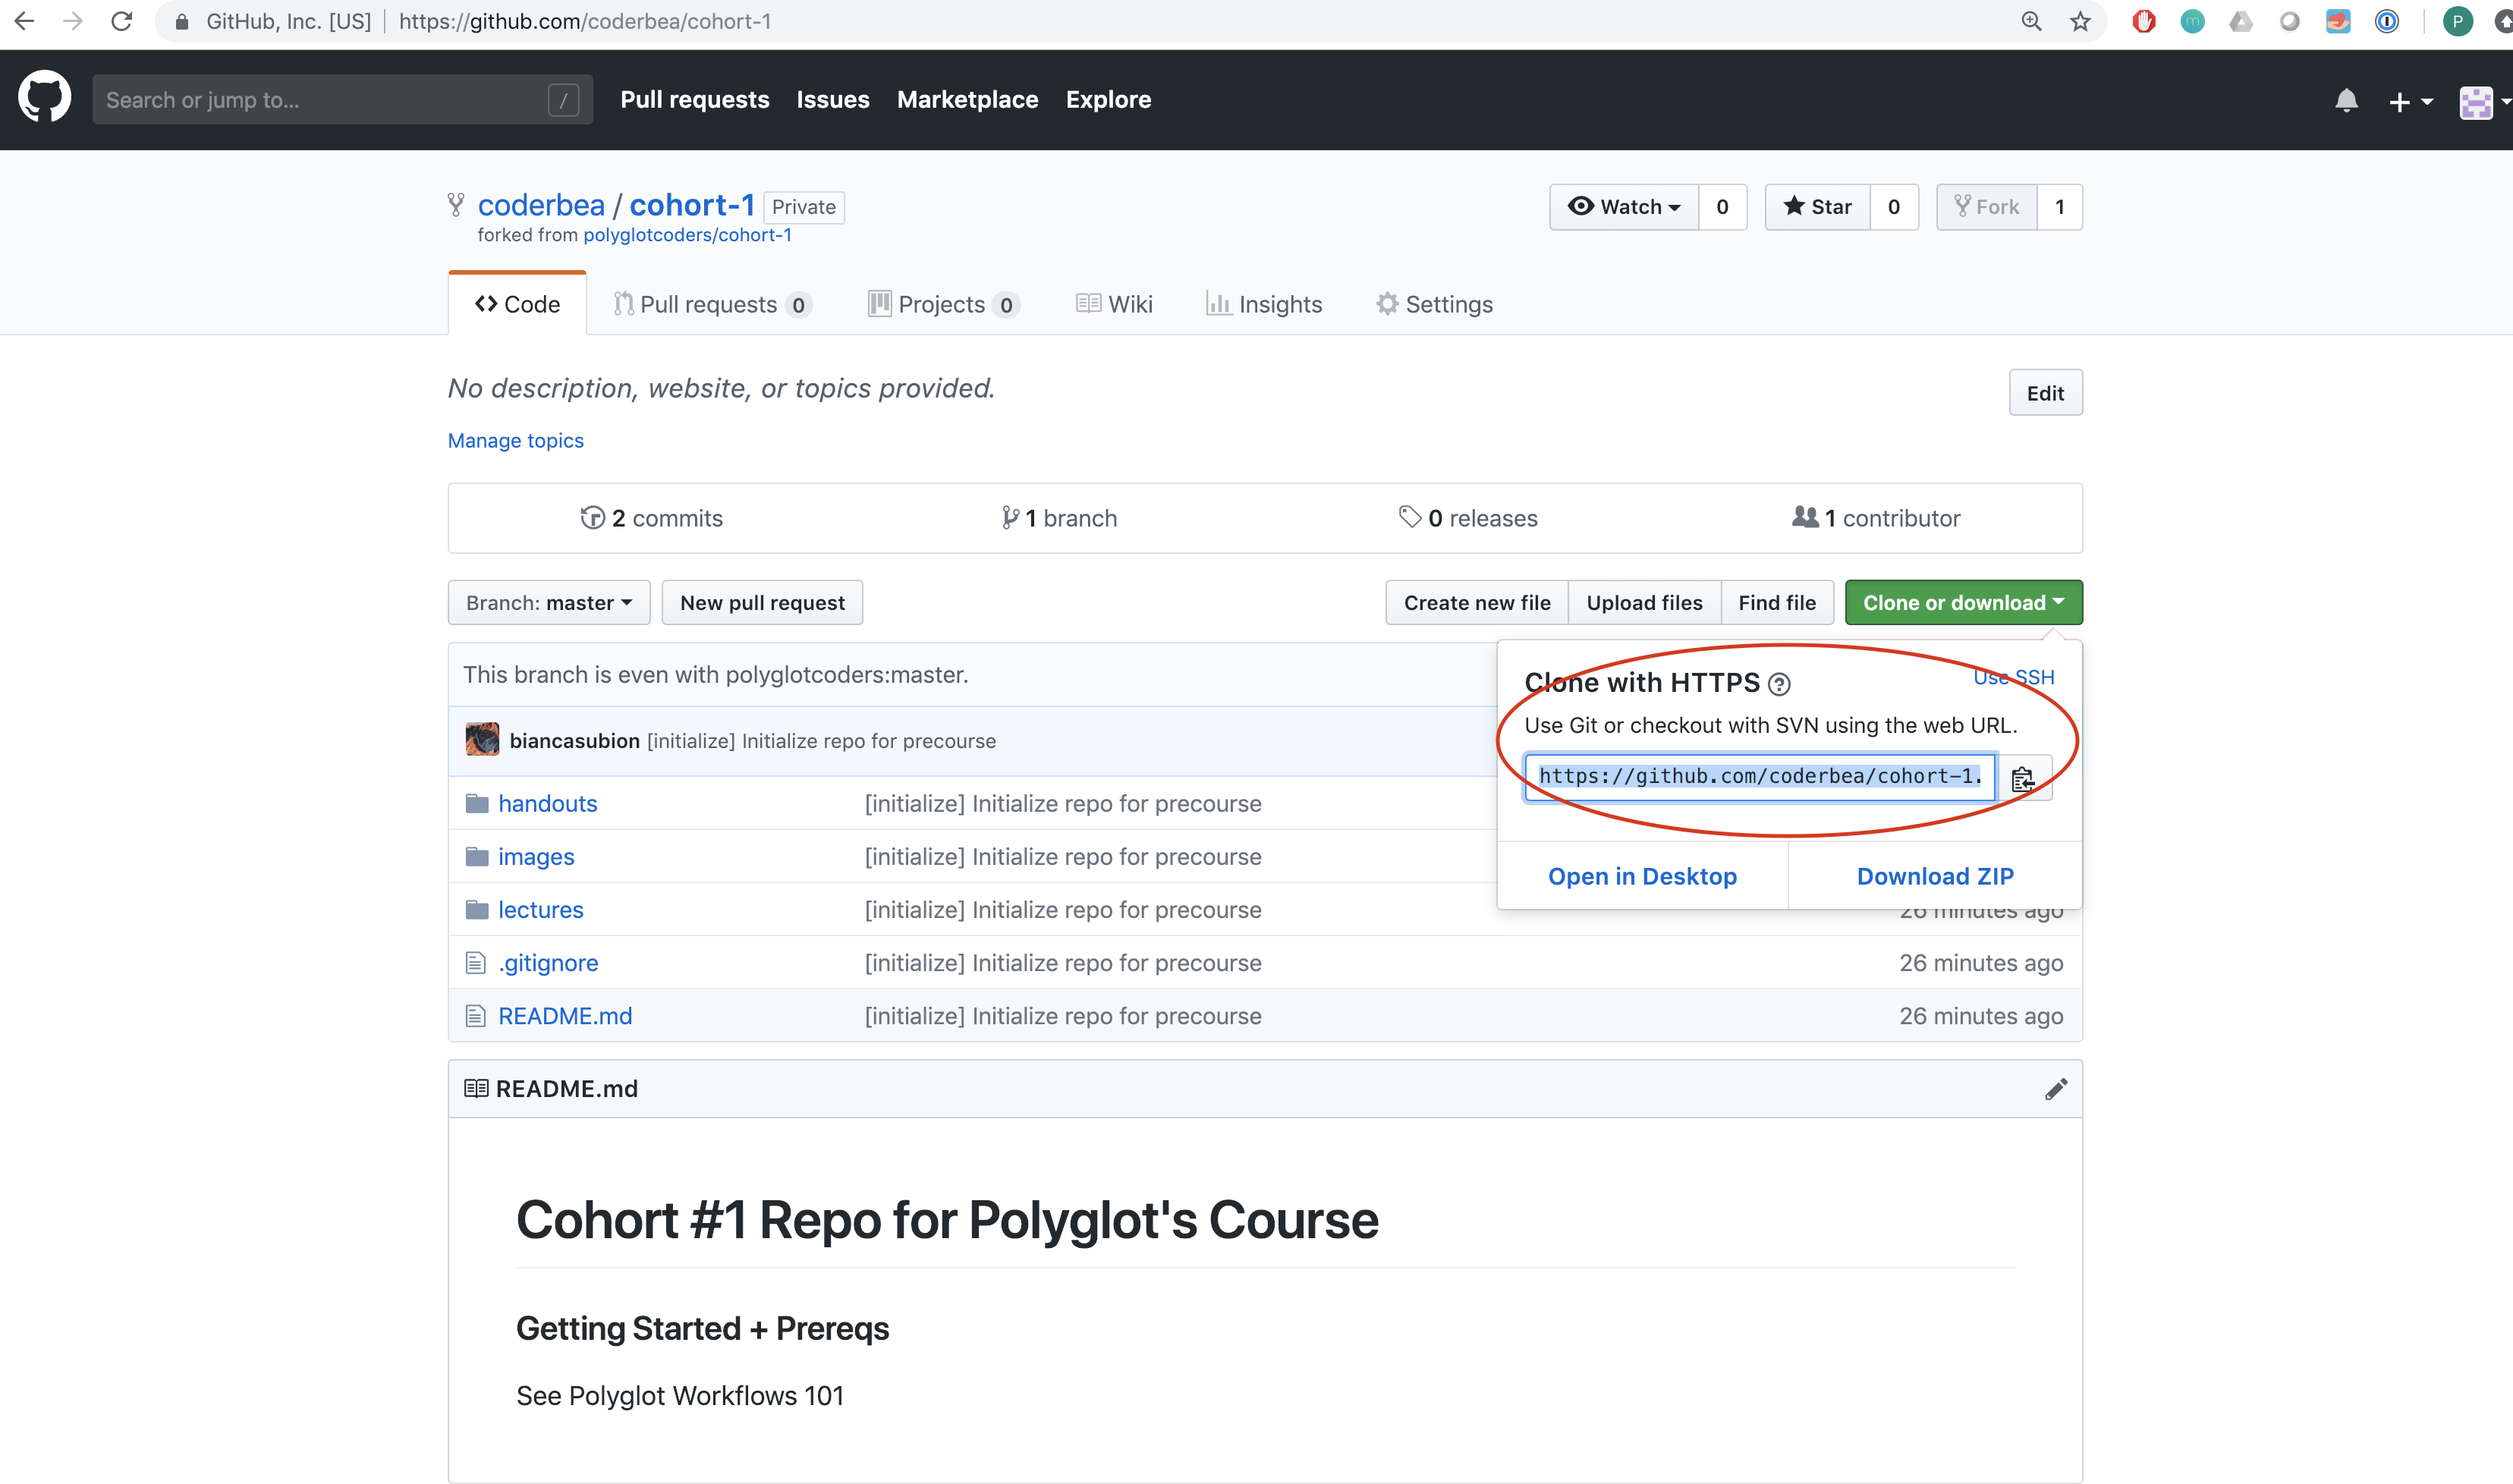 GitHub, Inc. [US] | https://github.com/coderbea/cohort-1
P
Search or jump to... /
Pull requests Issues Marketplace Explore
coderbea / cohort-1 Private
forked from polyglotcoders/cohort-1
Watch 0 Star 0 Fork 1
Code Pull requests 0 Projects 0 Wiki Insights Settings
No description, website, or topics provided.
Edit
Manage topics
2 commits 1 branch 0 releases 1 contributor
Branch: master New pull request Create new file Upload files Find file Clone or download
This branch is even with polyglotcoders:master.
Clone with HTTPS ? Use SSH
Use Git or checkout with SVN using the web URL.
https://github.com/coderbea/cohort-1.
Open in Desktop Download ZIP
biancasubion [initialize] Initialize repo for precourse
handouts [initialize] Initialize repo for precourse
images [initialize] Initialize repo for precourse
lectures [initialize] Initialize repo for precourse 26 minutes ago
.gitignore [initialize] Initialize repo for precourse 26 minutes ago
README.md [initialize] Initialize repo for precourse 26 minutes ago
README.md
Cohort #1 Repo for Polyglot's Course
Getting Started + Prereqs
See Polyglot Workflows 101